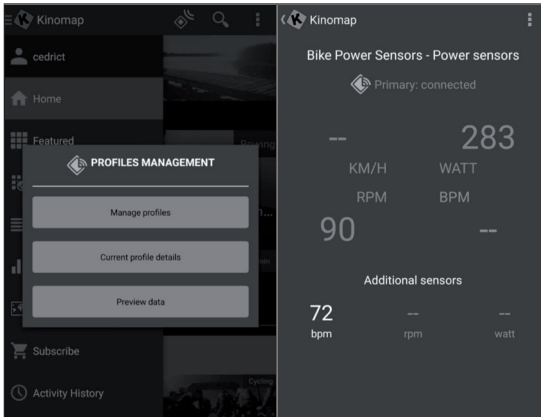 Kinomap
cedrict
Home
Featured
Rowing
PROFILES MANAGEMENT
Manage profiles
Current profile details
Preview data
Subscribe
Activity History
Cycling
Kinomap
Bike Power Sensors - Power sensors
Primary: connected
-- 283
KM/H WATT
RPM BPM
90 --
Additional sensors
72 -- --
bpm rpm watt